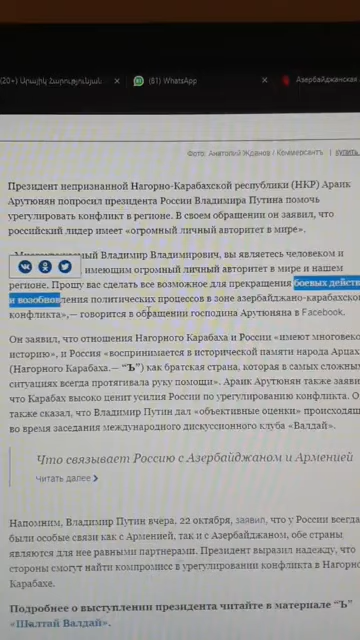 (20+) Արայիկ Հարությունյան
(81) WhatsApp
Азербайджанская
Фото: Анатолий Жданов / Коммерсантъ
купить
Президент непризнанной Нагорно-Карабахской республики (НКР) Араик
Арутюнян попросил президента России Владимира Путина помочь
урегулировать конфликт в регионе. В своем обращении он заявил, что
российский лидер имеет «огромный личный авторитет в мире».
Владимир Владимирович, вы являетесь человеком и
имеющим огромный личный авторитет в мире и нашем
регионе. Прошу вас сделать все возможное для прекращения боевых действ
и возобновления политических процессов в зоне азербайджано-карабахског
конфликта»,— говорится в обращении господина Арутюняна в Facebook.
Он заявил, что отношения Нагорного Карабаха и России «имеют многовеко
историю», и Россия «воспринимается в исторической памяти народа Арцах
(Нагорного Карабаха.— “Ъ”) как братская страна, которая в самых сложных
ситуациях всегда протягивала руку помощи». Араик Арутюнян также заяви
что Карабах высоко ценит усилия России по урегулированию конфликта. О
также сказал, что Владимир Путин дал «объективные оценки» происходящ
во время заседания международного дискуссионного клуба «Валдай».
Что связывает Россию с Азербайджаном и Арменией
Читать далее
Напомним, Владимир Путин вчера, 22 октября, заявил, что у России всегда
были особые связи как с Арменией, так и с Азербайджаном, обе страны
являются для нее равными партнерами. Президент выразил надежду, что
стороны смогут найти компромисс в урегулировании конфликта в Нагорно
Карабахе.
Подробнее о выступлении президента читайте в материале “Ъ”
«Шалтай Валдай».